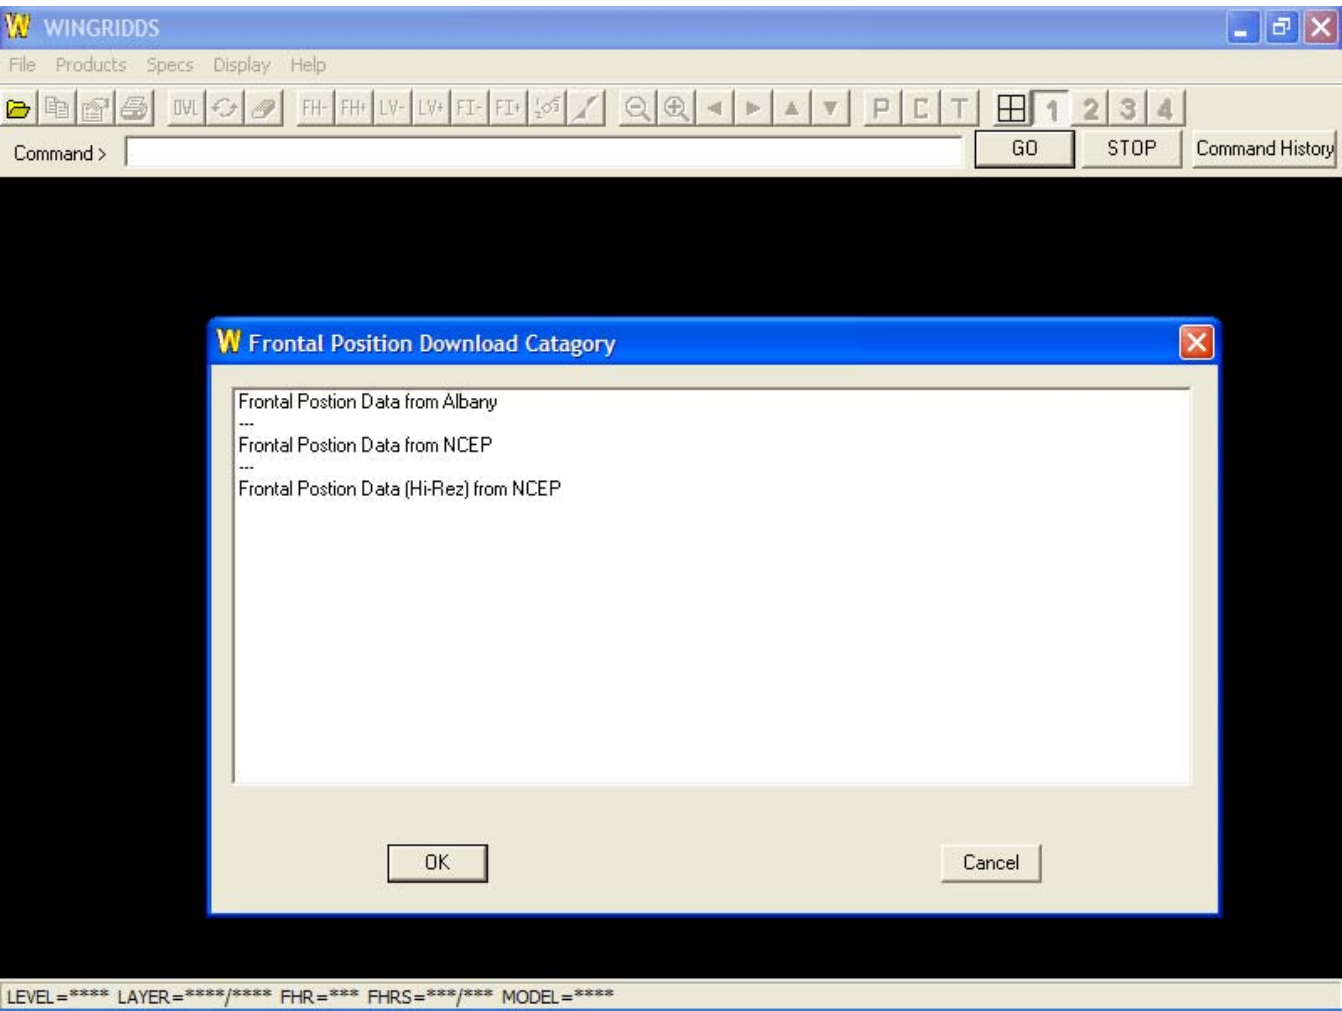 W WINGRIDDS
File Products Specs Display Help
OVL FH- FH+ LV- LV+ FI- FI+ P C T 1 2 3 4
Command > GO STOP Command History
W Frontal Position Download Catagory
Frontal Postion Data from Albany
---
Frontal Postion Data from NCEP
---
Frontal Postion Data (Hi-Rez) from NCEP
OK Cancel
LEVEL=**** LAYER=****/**** FHR=*** FHRS=***/*** MODEL=****